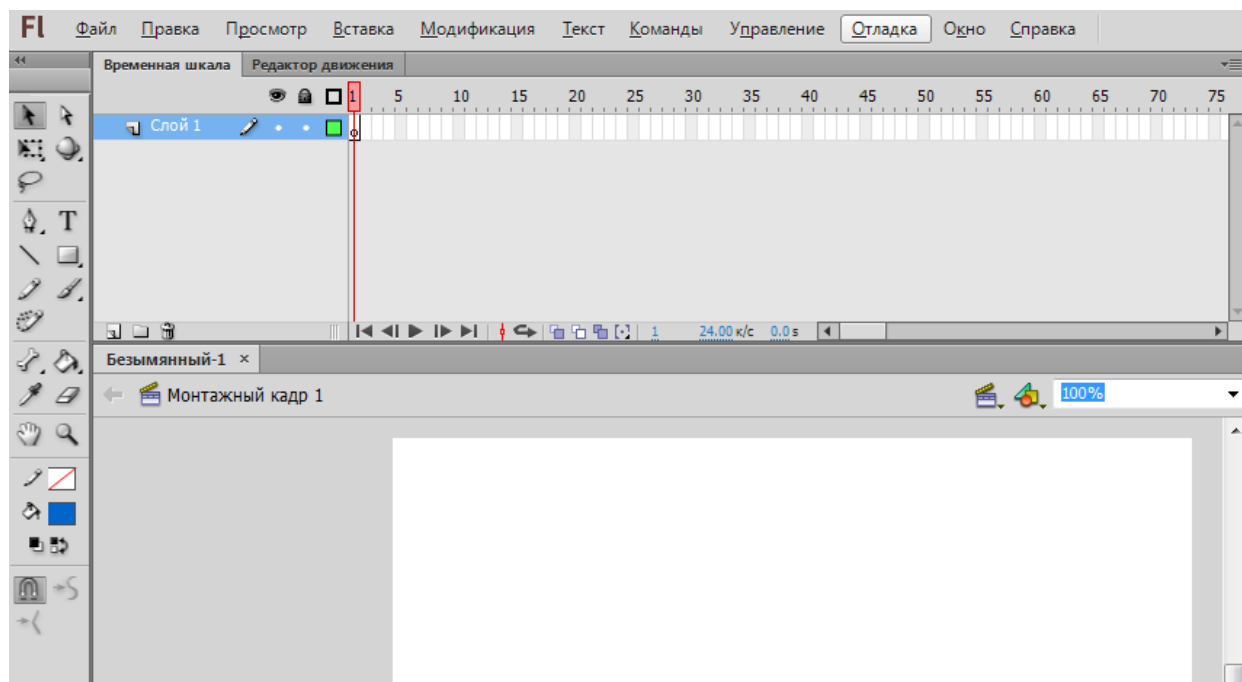 Fl Файл Правка Просмотр Вставка Модификация Текст Команды Управление Отладка Окно Справка
Временная шкала Редактор движения
1 5 10 15 20 25 30 35 40 45 50 55 60 65 70 75
Слой 1
T
1 24.00 к/с 0.0 s
Безымянный-1 ×
Монтажный кадр 1 100%